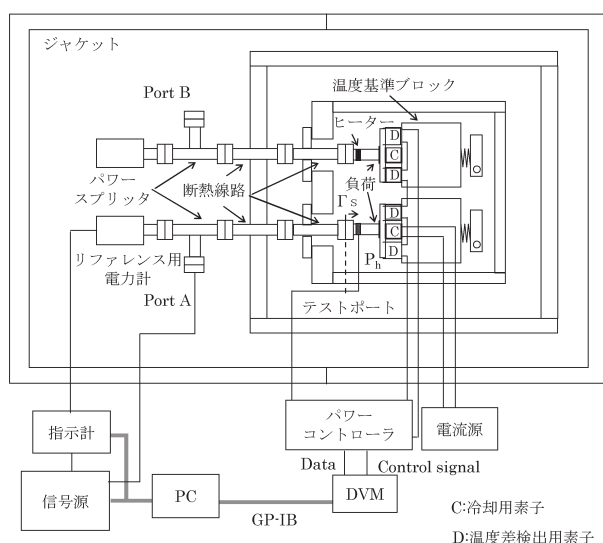 ジャケット
温度基準ブロック
Port B
ヒーター
D
C
D
パワー
スプリッタ
断熱線路
負荷
ΓS
D
C
D
リファレンス用
電力計
Ph
Port A
テストポート
指示計
パワー
コントローラ
電流源
Data
Control signal
信号源
PC
DVM
GP-IB
C:冷却用素子
D:温度差検出用素子